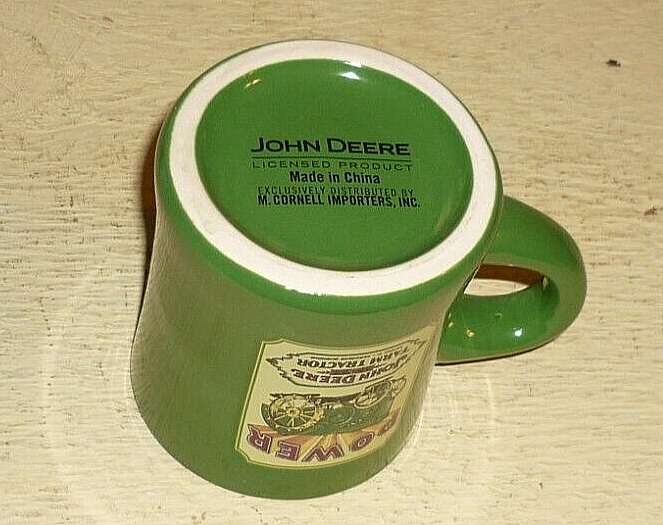 JOHN DEERE
LICENSED PRODUCT
Made in China
EXCLUSIVELY DISTRIBUTED BY
M. CORNELL IMPORTERS, INC.
POWER
JOHN DEERE
FARM TRACTOR